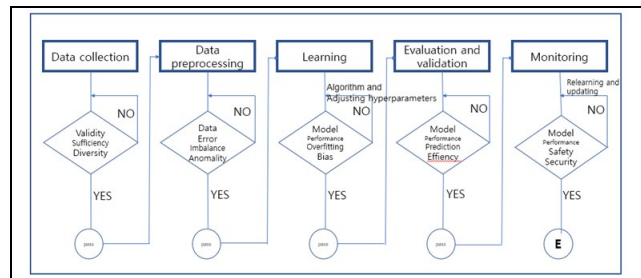 Data collection
NO
Validity
Sufficiency
Diversity
YES
pass
Data
preprocessing
NO
Data
Error
Imbalance
Anomality
YES
pass
Learning
Algorithm and
Adjusting hyperparameters
NO
Model
Performance
Overfitting
Bias
YES
pass
Evaluation and
validation
NO
Model
Performance
Prediction
Effiency
YES
pass
Monitoring
Relearning and
updating
NO
Model
Performance
Safety
Security
YES
E